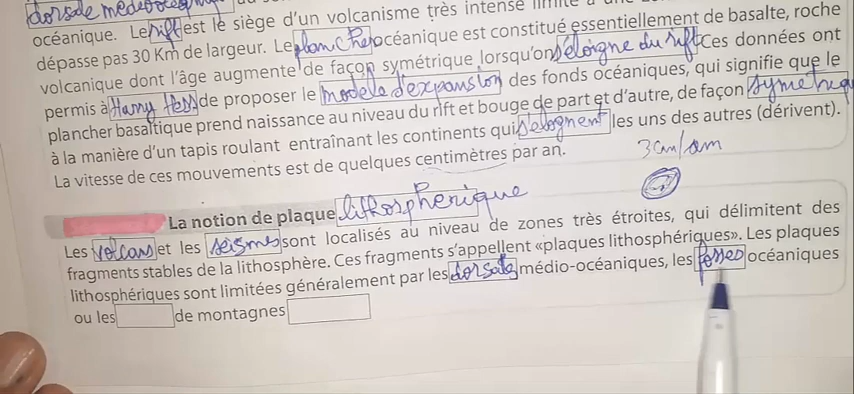 dorsale médioocéan
océanique. Le rift est le siège d'un volcanisme très intense limité à une
dépasse pas 30 Km de largeur. Le plancher océanique est constitué essentiellement de basalte, roche
volcanique dont l'âge augmente de façon symétrique lorsqu'on s'éloigne du rift Ces données ont
permis à Harry Hess de proposer le modèle d'expansion des fonds océaniques, qui signifie que le
plancher basaltique prend naissance au niveau du rift et bouge de part et d'autre, de façon symétriqu
à la manière d'un tapis roulant entraînant les continents qui s'éloignent les uns des autres (dérivent).
La vitesse de ces mouvements est de quelques centimètres par an.
3cm/am
La notion de plaque lithosphérique
Les volcans et les séismes sont localisés au niveau de zones très étroites, qui délimitent des
fragments stables de la lithosphère. Ces fragments s'appellent «plaques lithosphériques». Les plaques
lithosphériques sont limitées généralement par les dorsales médio-océaniques, les fosses océaniques
ou les de montagnes